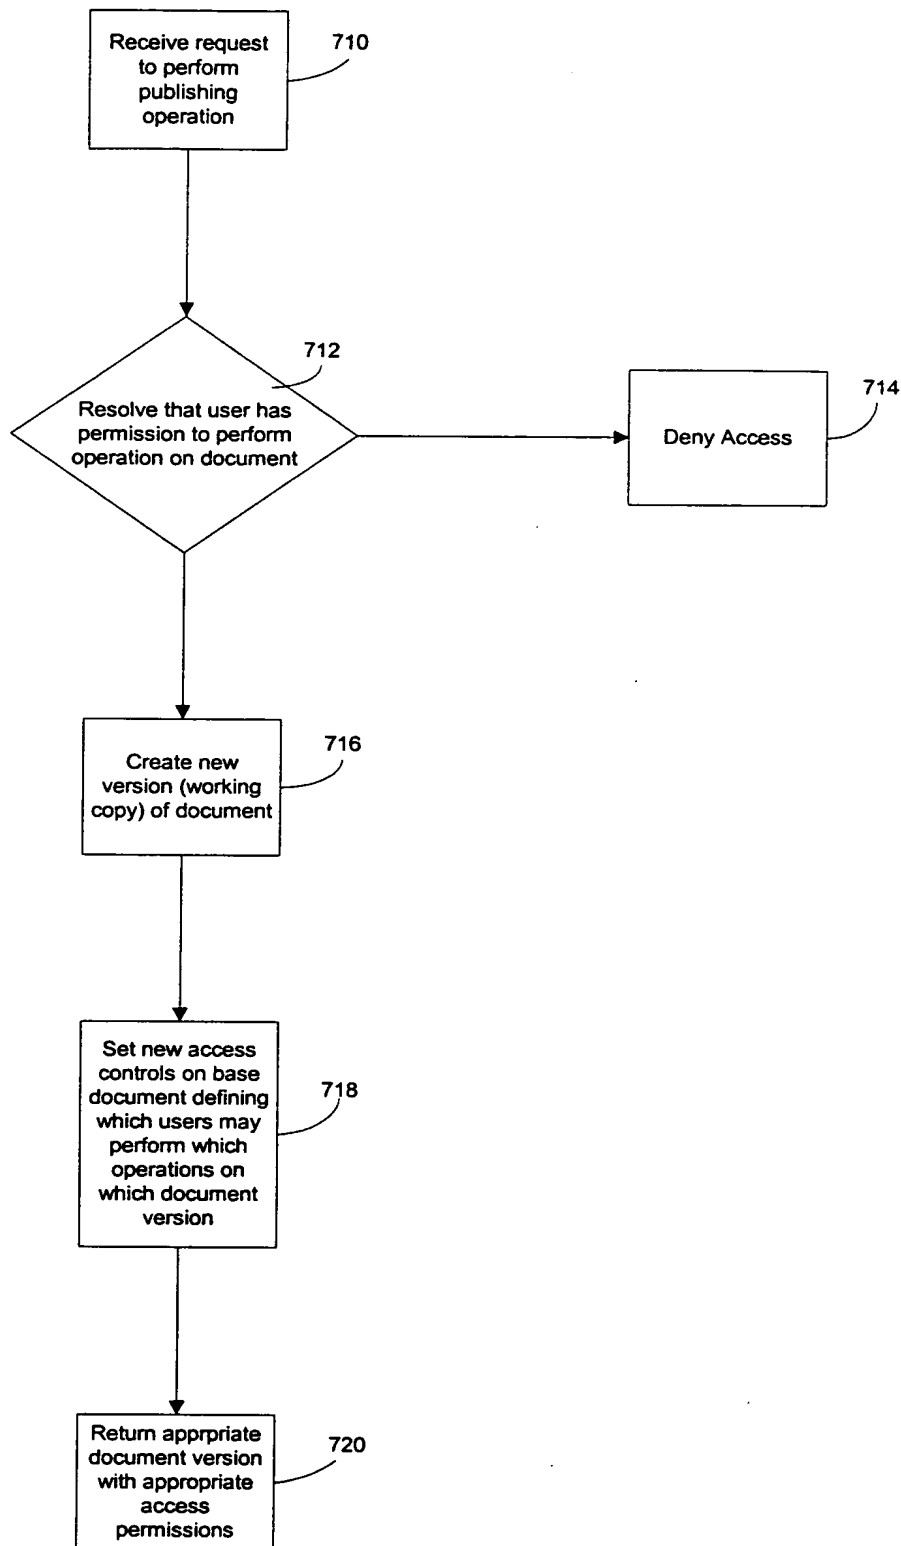 Receive request
to perform
publishing
operation
710
712
Resolve that user has
permission to perform
operation on document
714
Deny Access
716
Create new
version (working
copy) of document
Set new access
controls on base
document defining
which users may
perform which
operations on
which document
version
718
Return apprpriate
document version
with appropriate
access
permissions
720